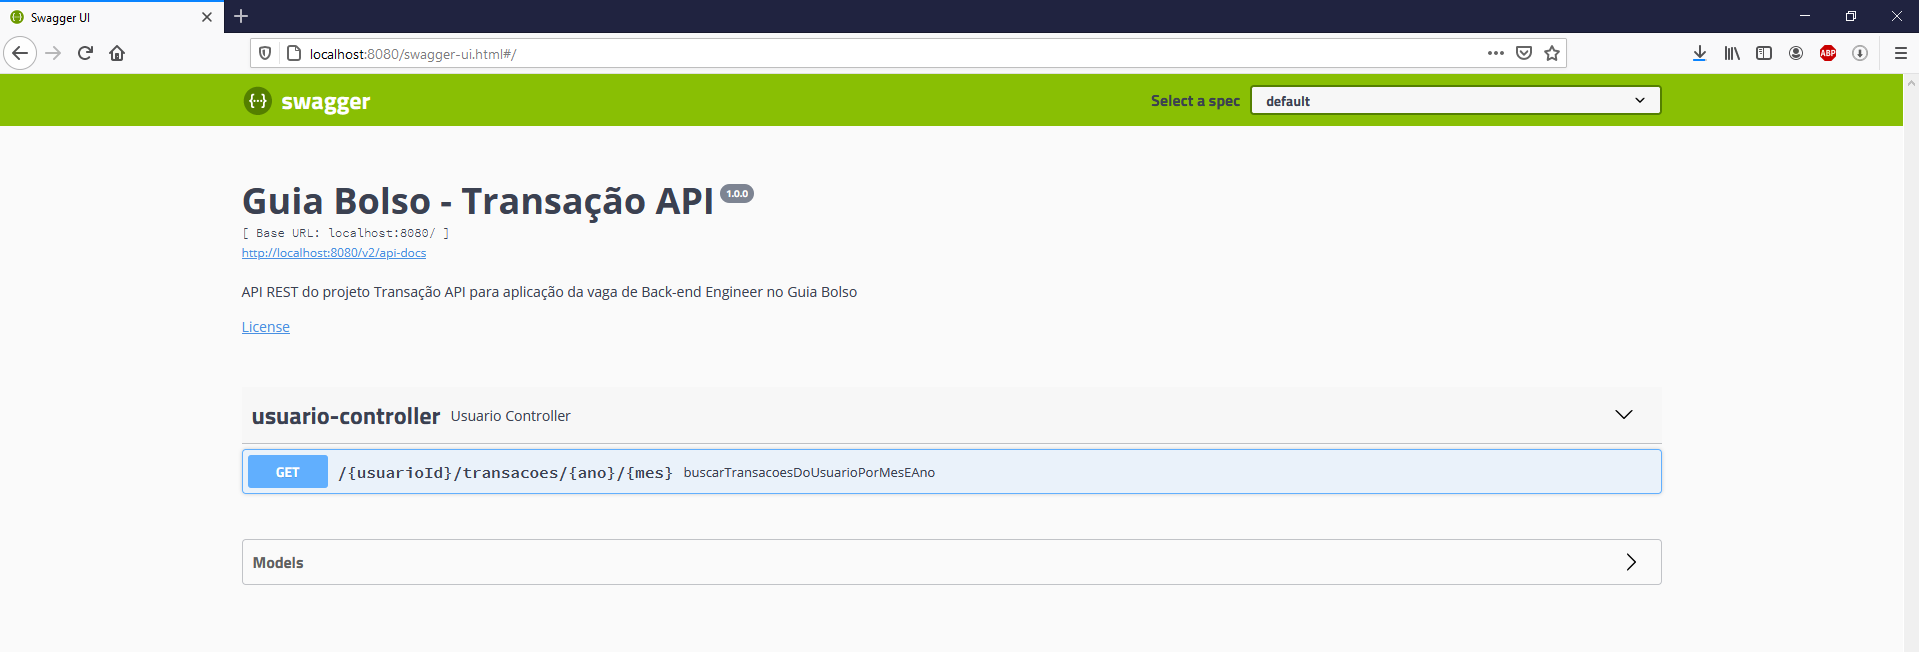 Swagger UI
localhost:8080/swagger-ui.html#/
ABP
{··} swagger
Select a spec
default
Guia Bolso - Transação API 1.0.0
[ Base URL: localhost:8080/ ]
http://localhost:8080/v2/api-docs
API REST do projeto Transação API para aplicação da vaga de Back-end Engineer no Guia Bolso
License
usuario-controller Usuario Controller
GET /{usuarioId}/transacoes/{ano}/{mes} buscarTransacoesDoUsuarioPorMesEAno
Models